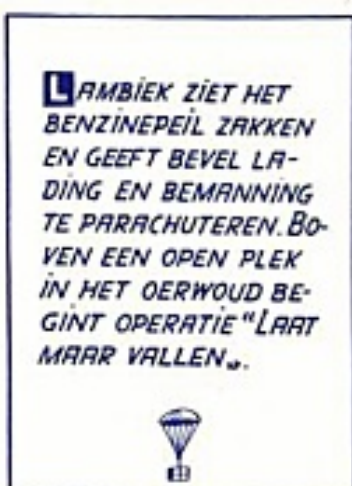 LAMBIEK ZIET HET
BENZINEPEIL ZAKKEN
EN GEEFT BEVEL LA-
DING EN BEMANNING
TE PARACHUTEREN. BO-
VEN EEN OPEN PLEK
IN HET OERWOUD BE-
GINT OPERATIE "LAAT
MAAR VALLEN„.